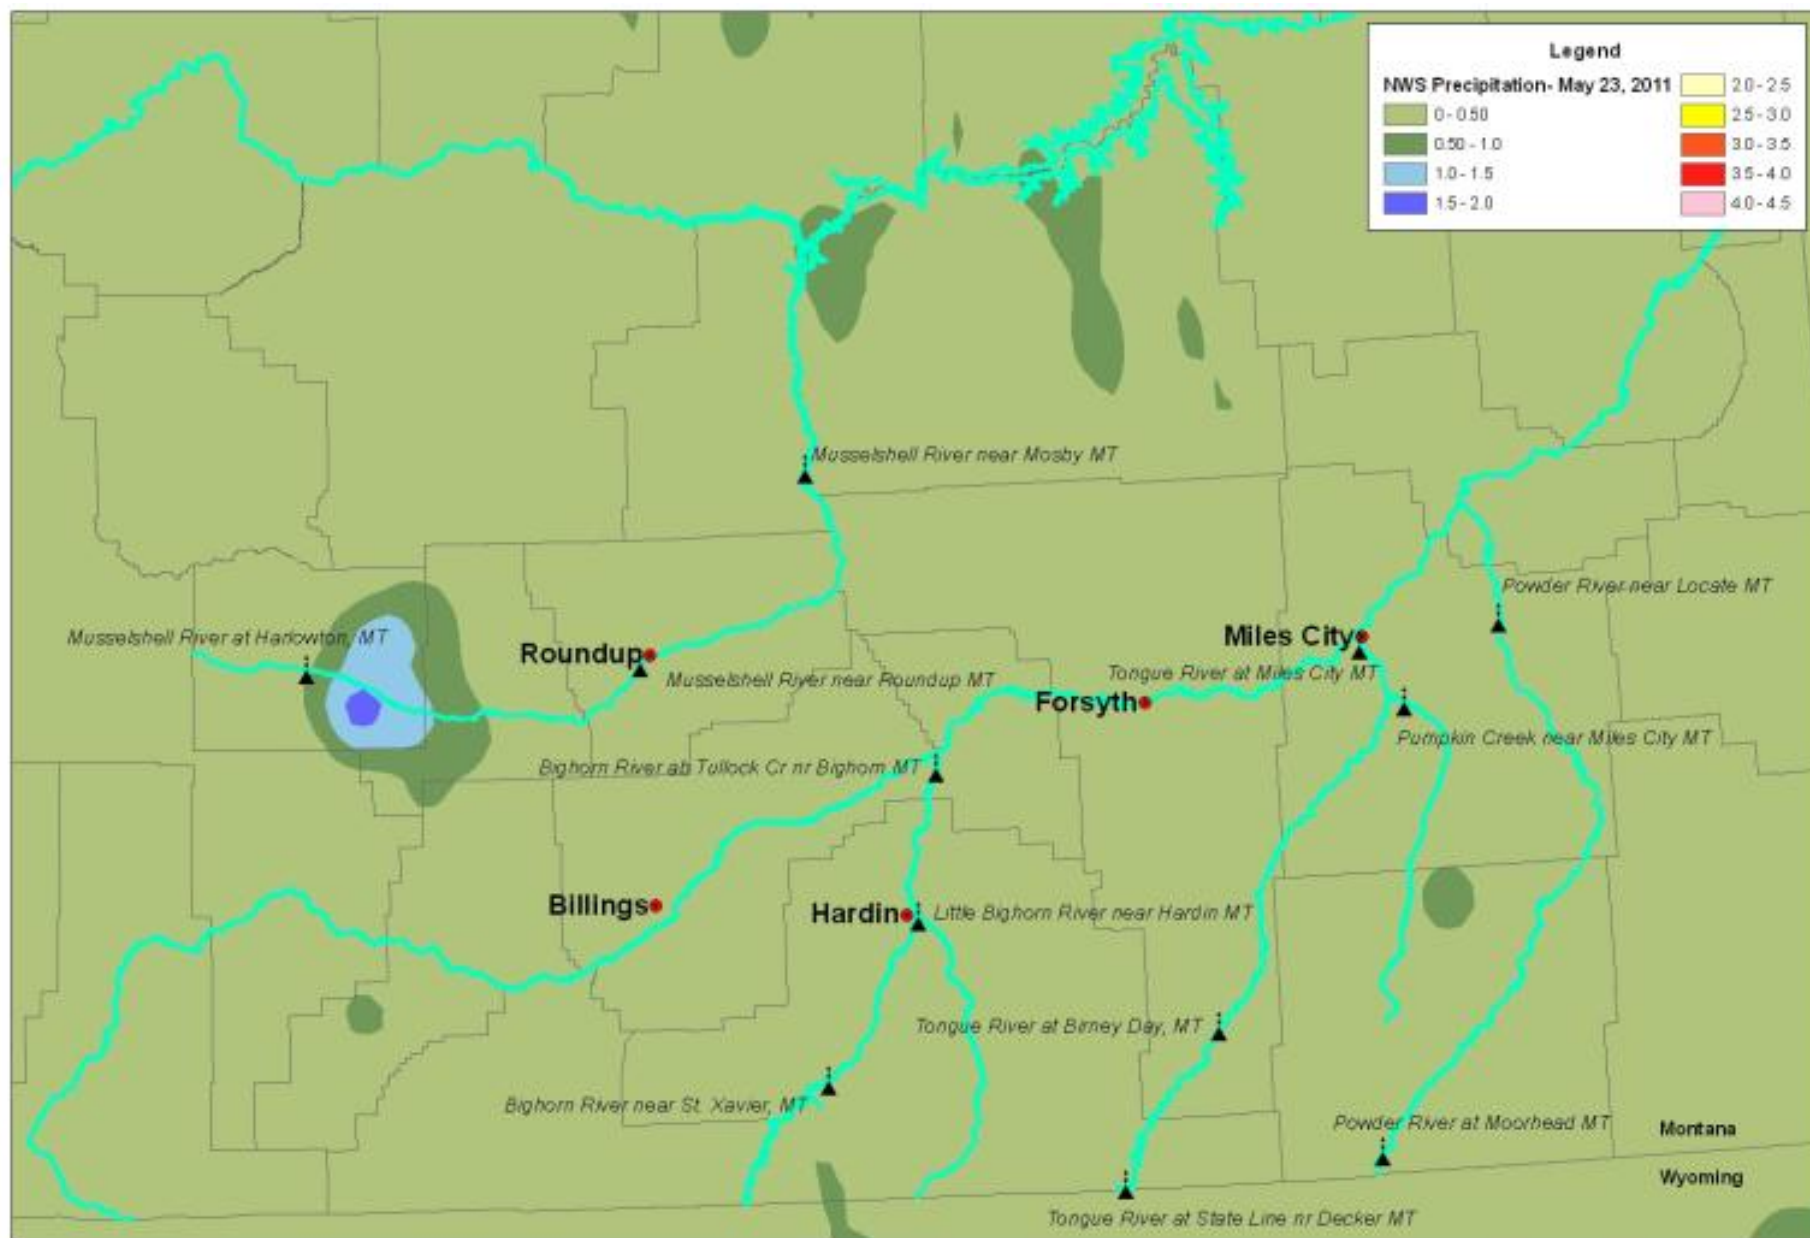 Legend
NWS Precipitation- May 23, 2011
0 - 0.50
0.50 - 1.0
1.0 - 1.5
1.5 - 2.0
2.0 - 2.5
2.5 - 3.0
3.0 - 3.5
3.5 - 4.0
4.0 - 4.5
Musselshell River near Mosby MT
Powder River near Locate MT
Musselshell River at Harlowton, MT
Miles City
Roundup
Tongue River at Miles City MT
Musselshell River near Roundup MT
Forsyth
Pumpkin Creek near Miles City MT
Bighorn River ab Tullock Cr nr Bighorn MT
Billings
Hardin
Little Bighorn River near Hardin MT
Tongue River at Birney Day, MT
Bighorn River near St. Xavier, MT
Powder River at Moorhead MT
Montana
Wyoming
Tongue River at State Line nr Decker MT